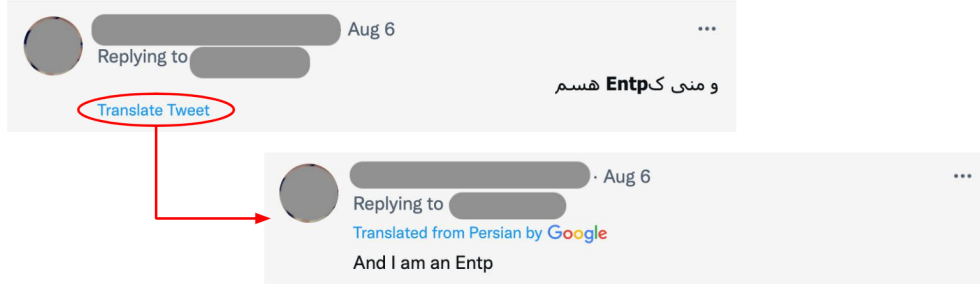 Aug 6
Replying to
و منی کEntp هسم
Translate Tweet
· Aug 6
Replying to
Translated from Persian by Google
And I am an Entp